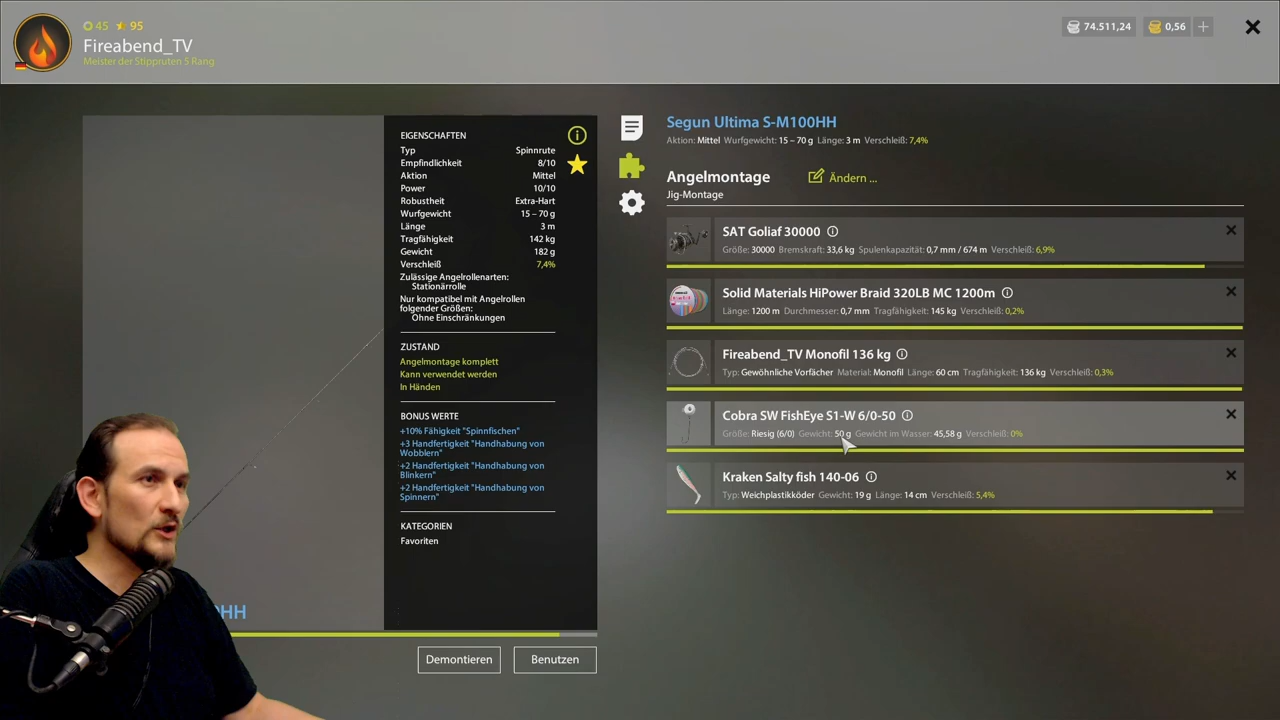 45 95
Fireabend_TV
Meister der Stippruten 5 Rang
74.511,24
0,56
EIGENSCHAFTEN
Typ Spinnrute
Empfindlichkeit 8/10
Aktion Mittel
Power 10/10
Robustheit Extra-Hart
Wurfgewicht 15 – 70 g
Länge 3 m
Tragfähigkeit 142 kg
Gewicht 182 g
Verschleiß 7,4%
Zulässige Angelrollenarten:
Stationärrolle
Nur kompatibel mit Angelrollen
folgender Größen:
Ohne Einschränkungen
ZUSTAND
Angelmontage komplett
Kann verwendet werden
In Händen
BONUS WERTE
+10% Fähigkeit "Spinnfischen"
+3 Handfertigkeit "Handhabung von
Wobblern"
+2 Handfertigkeit "Handhabung von
Blinkern"
+2 Handfertigkeit "Handhabung von
Spinnern"
KATEGORIEN
Favoriten
Demontieren
Benutzen
Segun Ultima S-M100HH
Aktion: Mittel Wurfgewicht: 15 – 70 g Länge: 3 m Verschleiß: 7,4%
Angelmontage
Ändern ...
Jig-Montage
SAT Goliaf 30000
Größe: 30000 Bremskraft: 33,6 kg Spulenkapazität: 0,7 mm / 674 m Verschleiß: 6,9%
Solid Materials HiPower Braid 320LB MC 1200m
Länge: 1200 m Durchmesser: 0,7 mm Tragfähigkeit: 145 kg Verschleiß: 0,2%
Fireabend_TV Monofil 136 kg
Typ: Gewöhnliche Vorfächer Material: Monofil Länge: 60 cm Tragfähigkeit: 136 kg Verschleiß: 0,3%
Cobra SW FishEye S1-W 6/0-50
Größe: Riesig (6/0) Gewicht: 50 g Gewicht im Wasser: 45,58 g Verschleiß: 0%
Kraken Salty fish 140-06
Typ: Weichplastikköder Gewicht: 19 g Länge: 14 cm Verschleiß: 5,4%